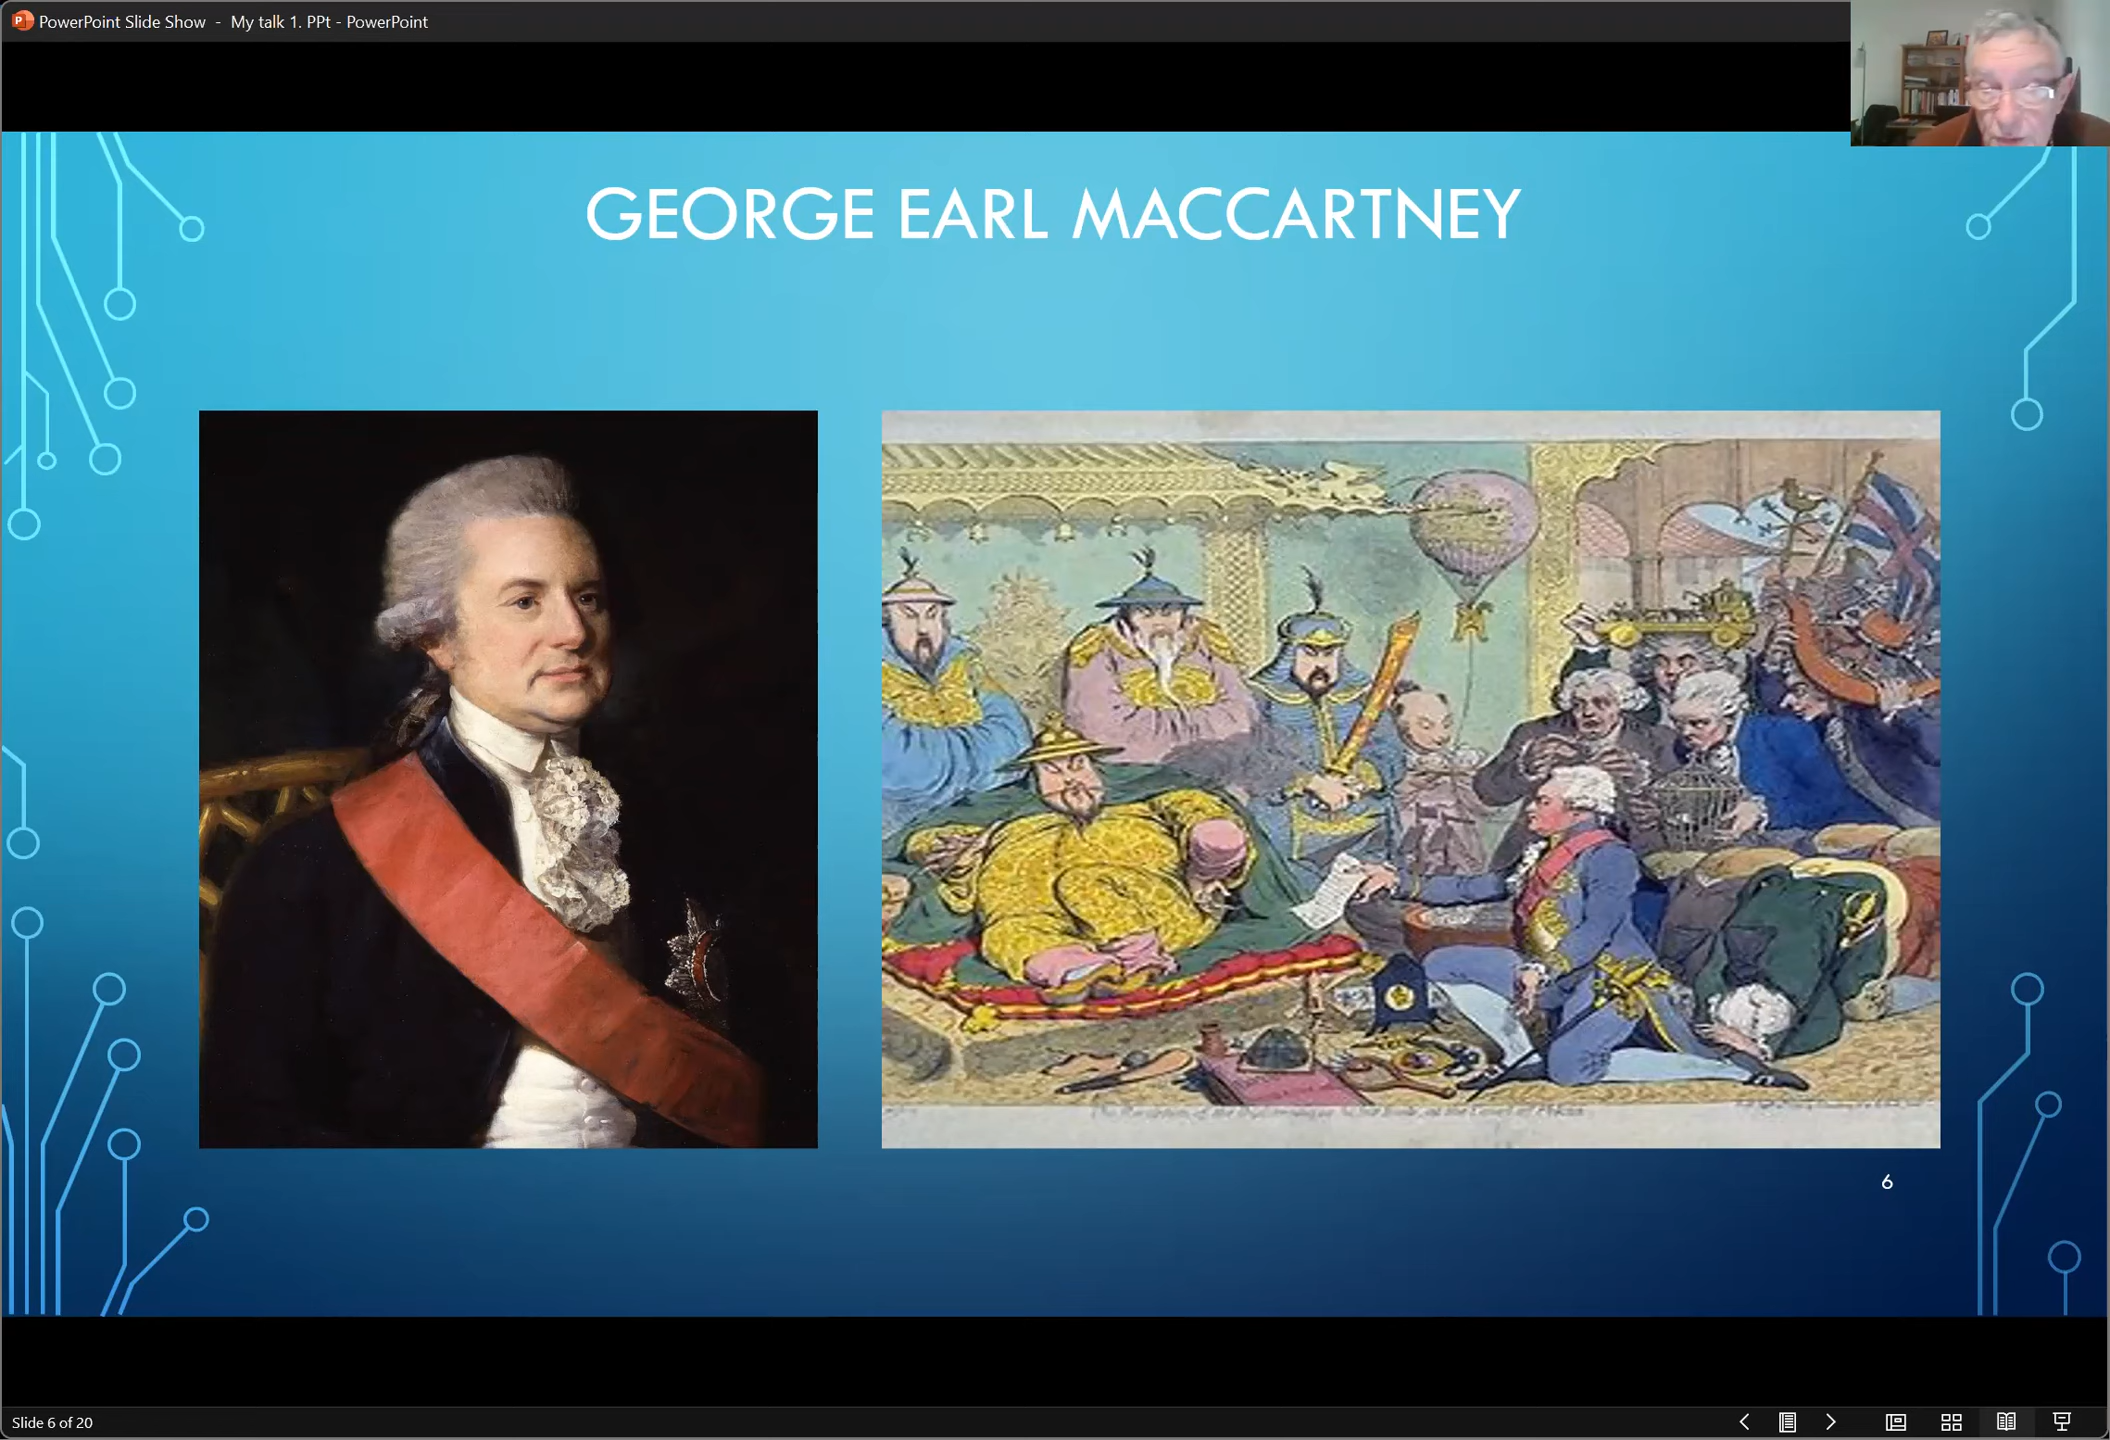 PowerPoint Slide Show - My talk 1. PPt - PowerPoint
GEORGE EARL MACCARTNEY
6
Slide 6 of 20